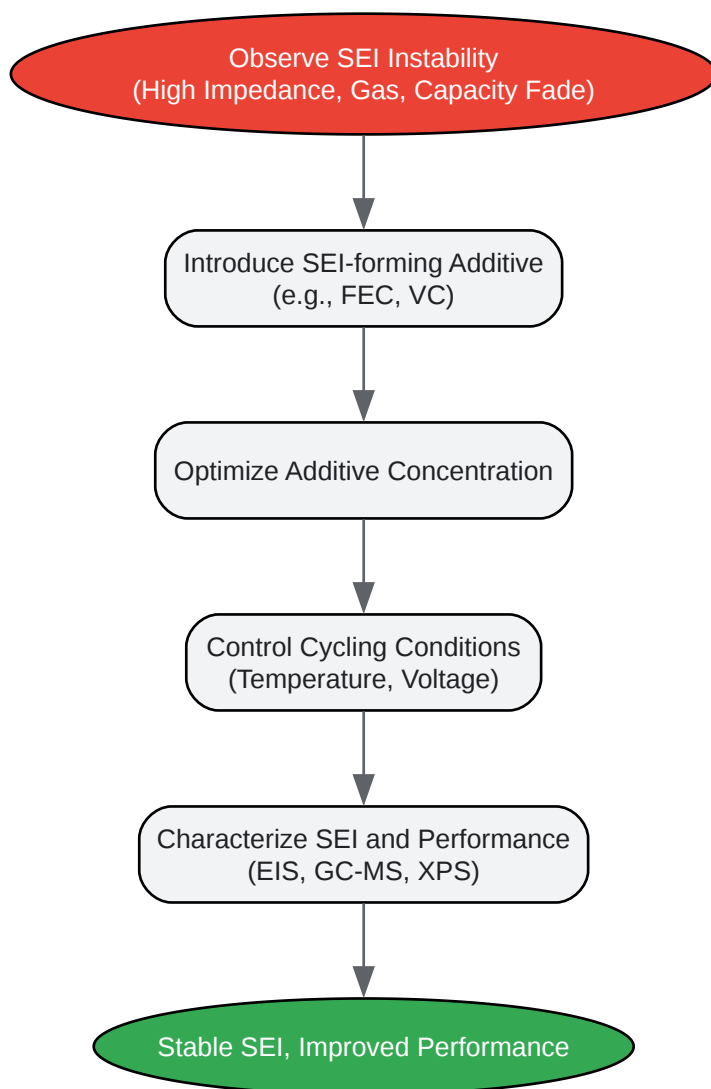 Observe SEI Instability
(High Impedance, Gas, Capacity Fade)
Introduce SEI-forming Additive
(e.g., FEC, VC)
Optimize Additive Concentration
Control Cycling Conditions
(Temperature, Voltage)
Characterize SEI and Performance
(EIS, GC-MS, XPS)
Stable SEI, Improved Performance